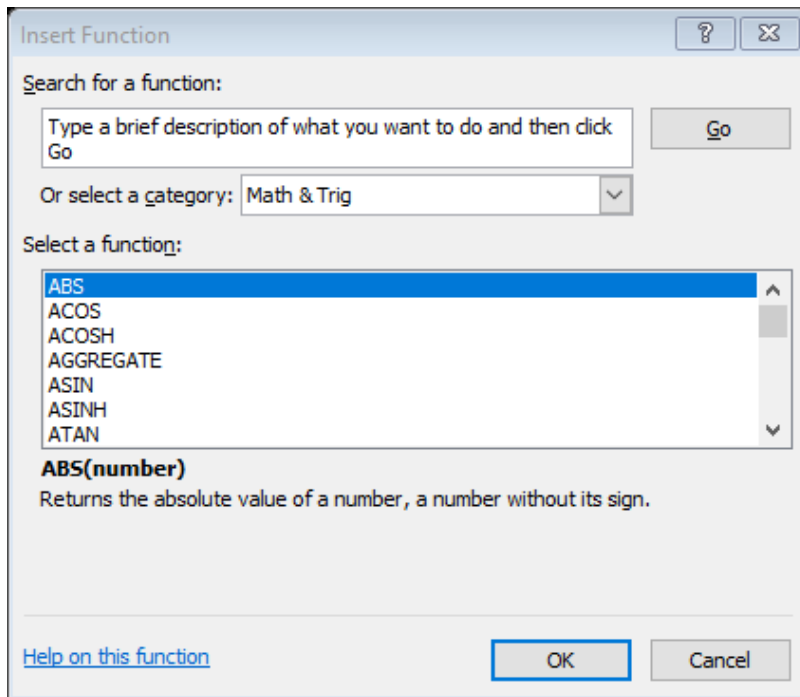 Insert Function
Search for a function:
Type a brief description of what you want to do and then click
Go
Go
Or select a category: Math & Trig
Select a function:
ABS
ACOS
ACOSH
AGGREGATE
ASIN
ASINH
ATAN
ABS(number)
Returns the absolute value of a number, a number without its sign.
Help on this function OK Cancel